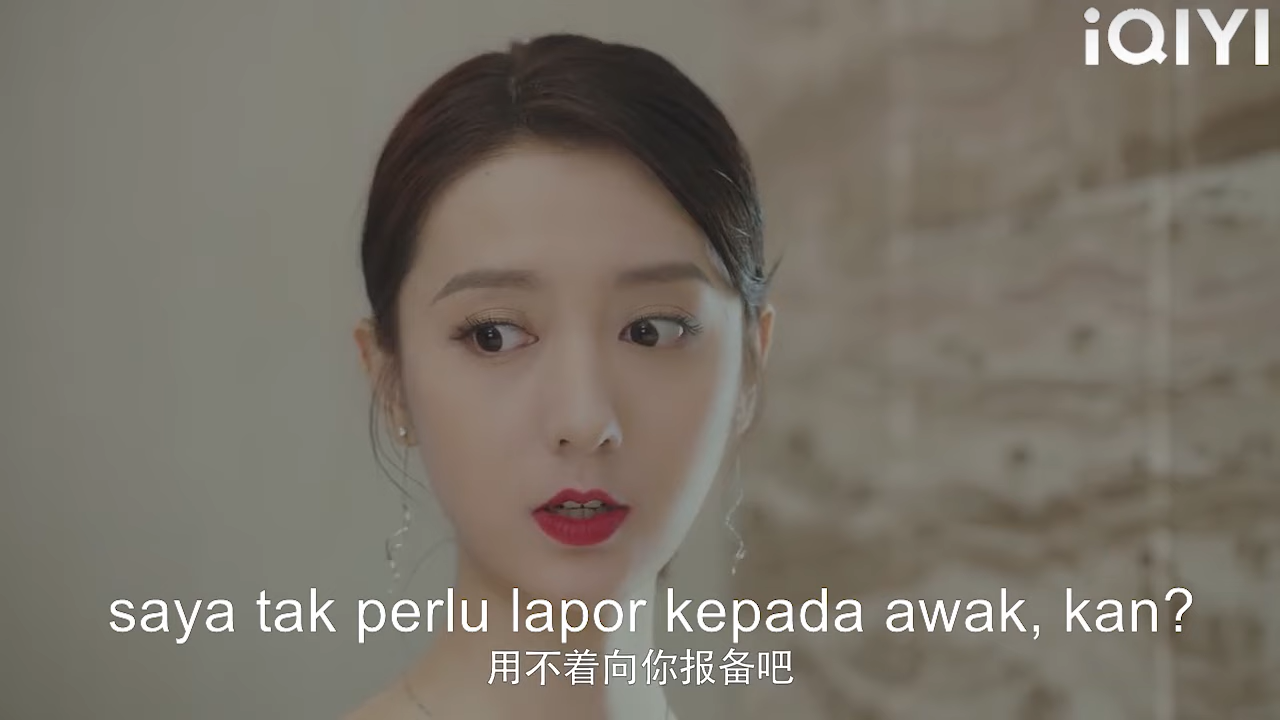 iQIYI
saya tak perlu lapor kepada awak, kan?
用不着向你报备吧